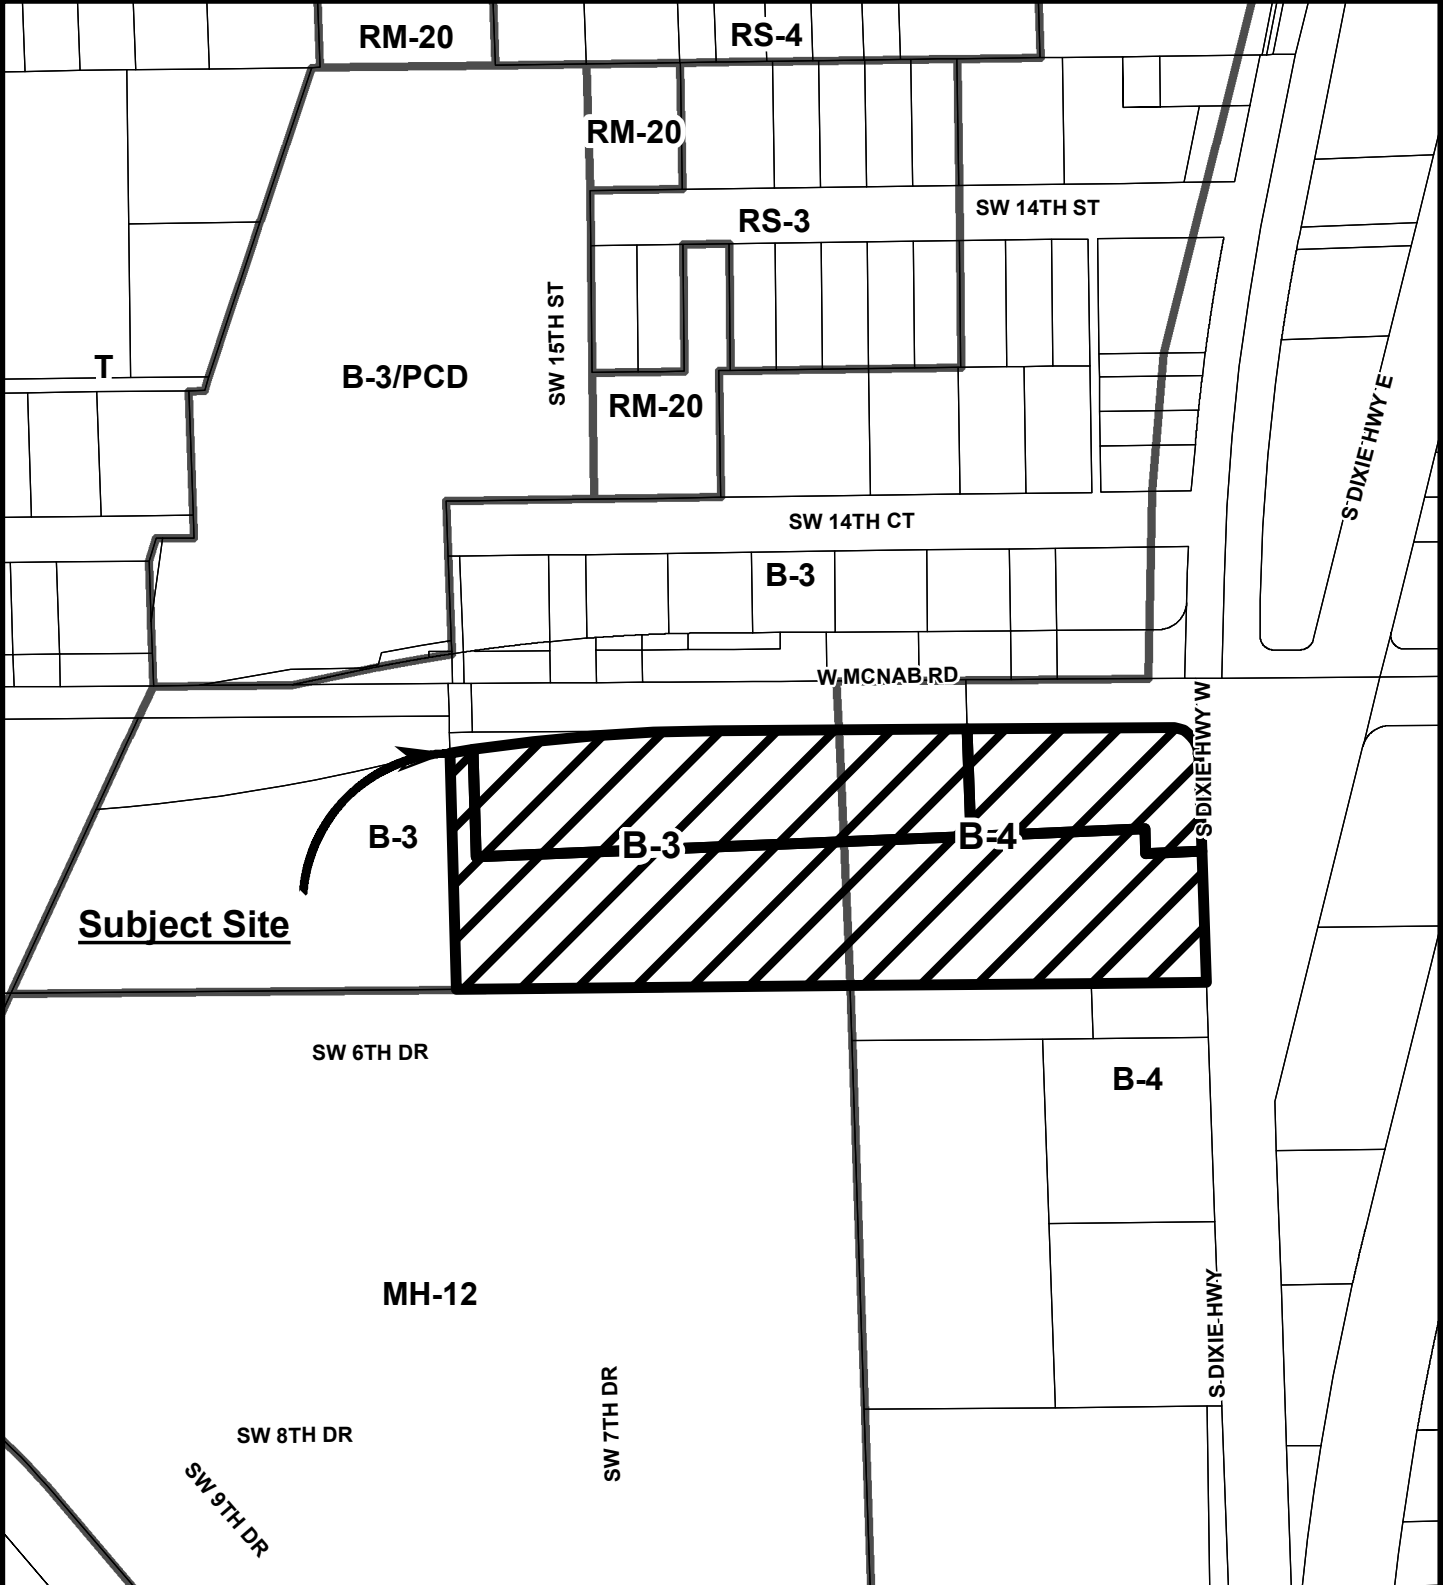 RM-20
RS-4
RM-20
SW 14TH ST
RS-3
SW 15TH ST
T
B-3/PCD
RM-20
S DIXIE HWY E
SW 14TH CT
B-3
W MCNAB RD
S DIXIE HWY W
B-3
B-3
B-4
Subject Site
SW 6TH DR
B-4
MH-12
S DIXIE HWY
SW 7TH DR
SW 8TH DR
SW 9TH DR